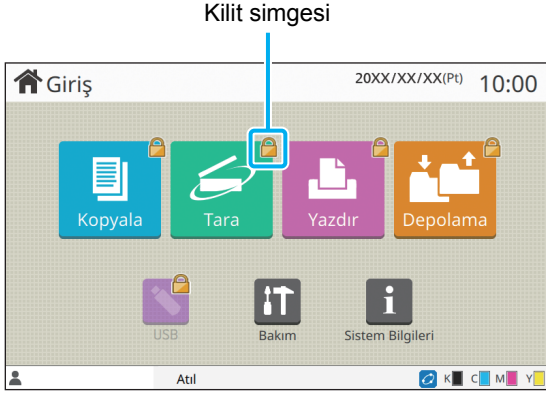 Kilit simgesi
Giriş 20XX/XX/XX(Pt) 10:00
Kopyala Tara Yazdır Depolama
USB Bakım Sistem Bilgileri
Atıl K C M Y